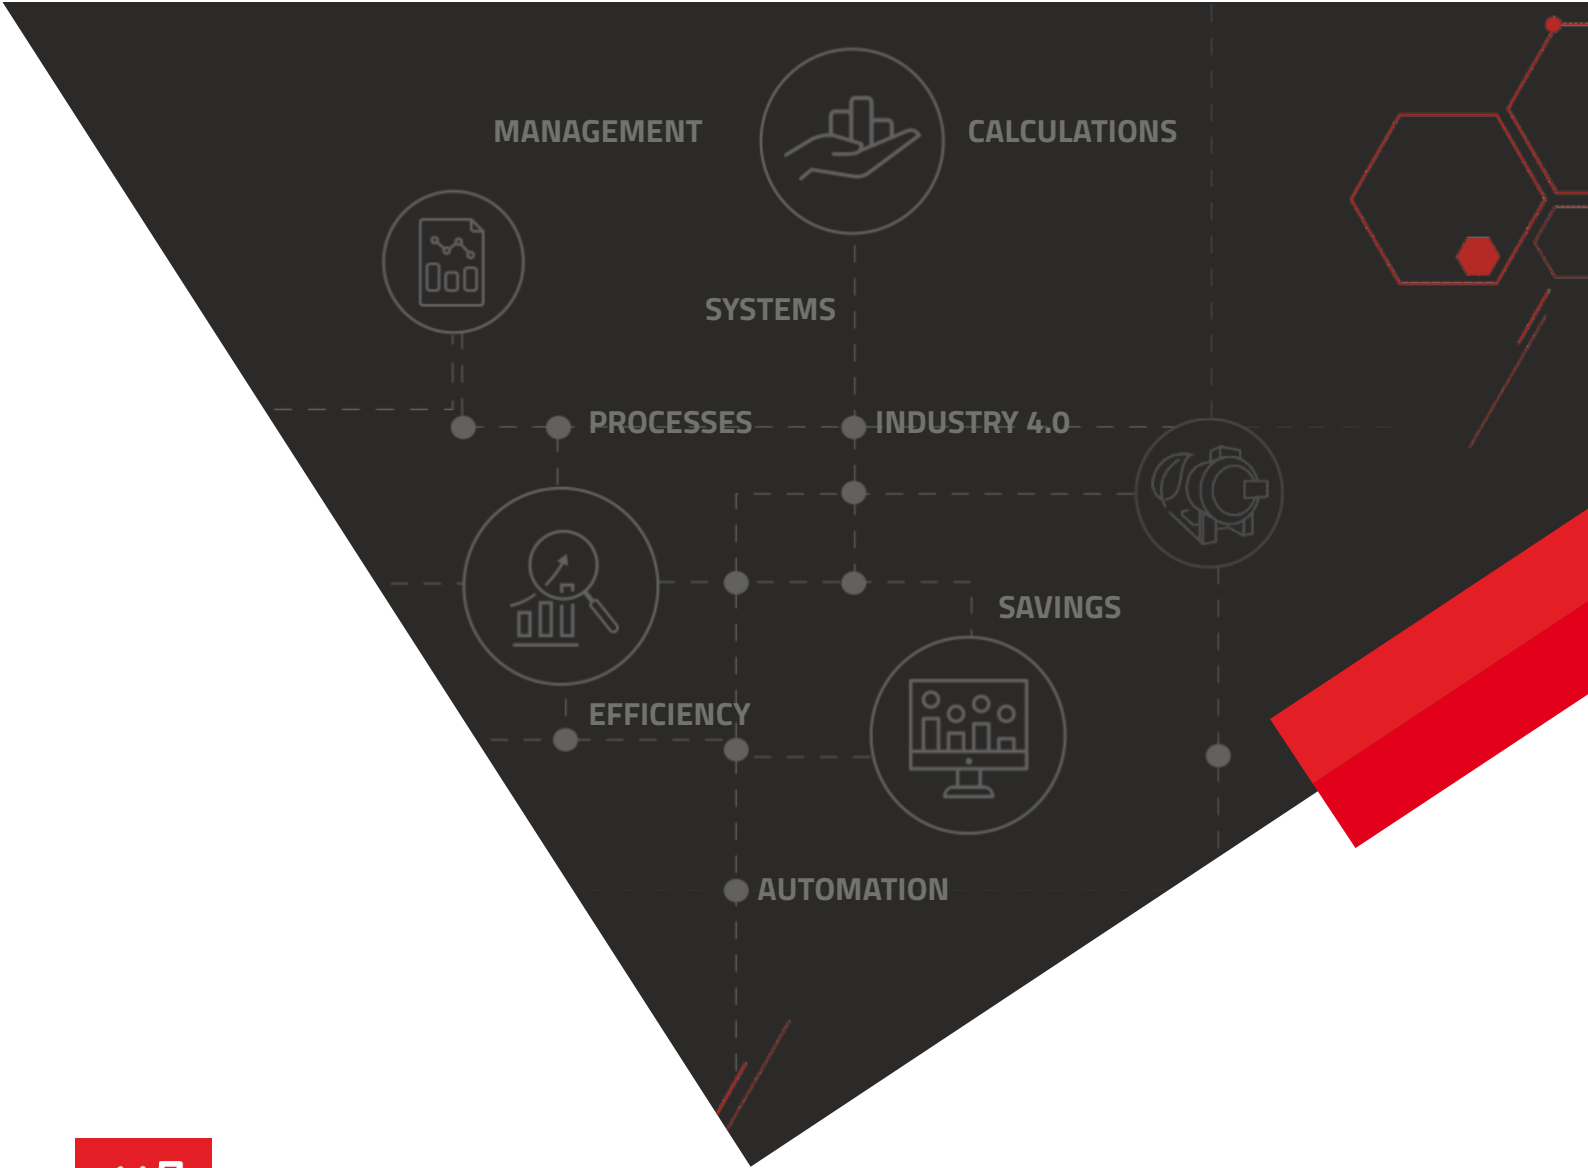 MANAGEMENT
CALCULATIONS
SYSTEMS
PROCESSES
INDUSTRY 4.0
SAVINGS
EFFICIENCY
AUTOMATION